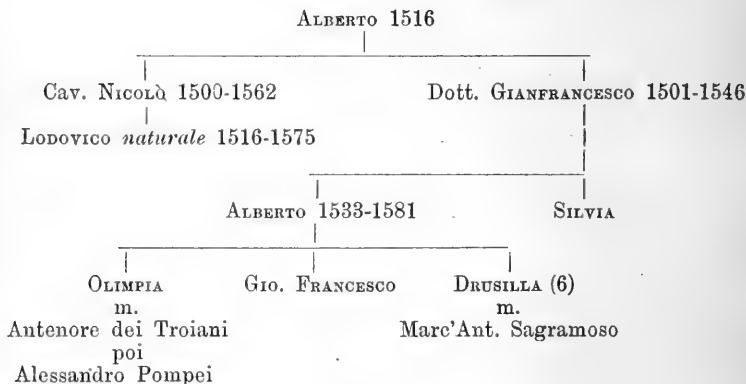 Alberto 1516
Cav. Nicolò 1500-1562 Dott. Gianfrancesco 1501-1546
Lodovico naturale 1516-1575
Alberto 1533-1581 Silvia
Olimpia Gio. Francesco Drusilla (6)
m. m.
Antenore dei Troiani Marc'Ant. Sagramoso
poi
Alessandro Pompei